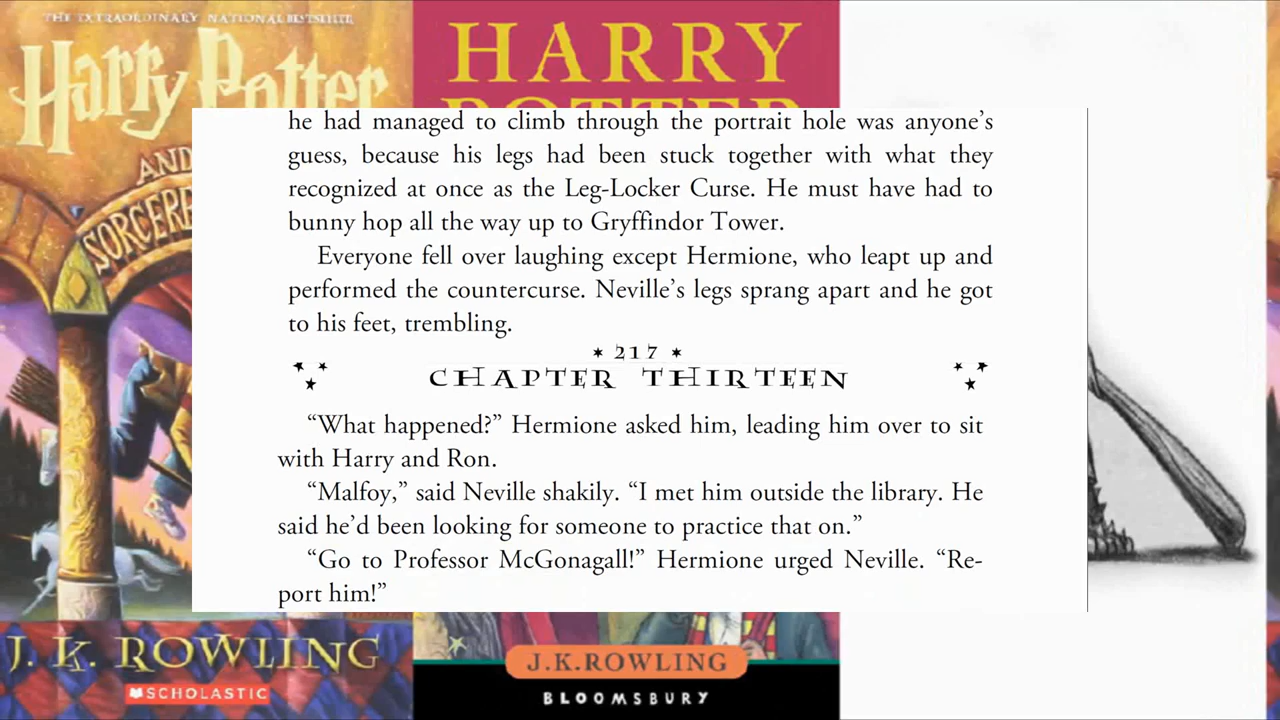 THE EXTRAORDINARY NATIONAL BESTSELLER
Harry Potter
AND
SORCERE
J. K. ROWLING
SCHOLASTIC
HARRY
POTTER
J.K.ROWLING
BLOOMSBURY
he had managed to climb through the portrait hole was anyone’s
guess, because his legs had been stuck together with what they
recognized at once as the Leg-Locker Curse. He must have had to
bunny hop all the way up to Gryffindor Tower.
Everyone fell over laughing except Hermione, who leapt up and
performed the countercurse. Neville’s legs sprang apart and he got
to his feet, trembling.
★ 217 ★
CHAPTER THIRTEEN
“What happened?” Hermione asked him, leading him over to sit
with Harry and Ron.
“Malfoy,” said Neville shakily. “I met him outside the library. He
said he’d been looking for someone to practice that on.”
“Go to Professor McGonagall!” Hermione urged Neville. “Re-
port him!”